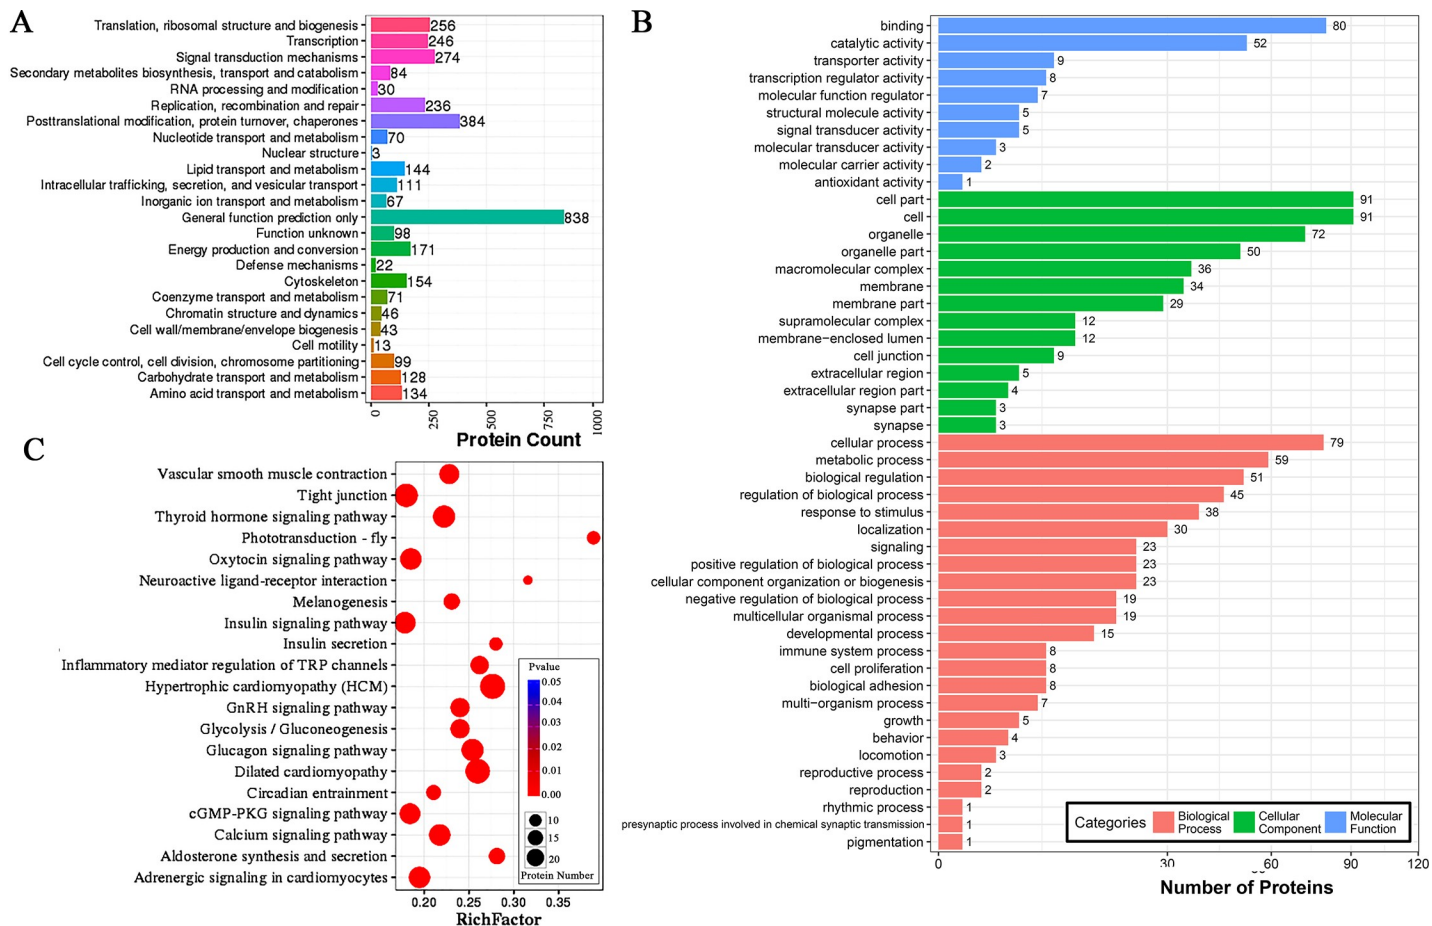 A
Translation, ribosomal structure and biogenesis 256
Transcription 246
Signal transduction mechanisms 274
Secondary metabolites biosynthesis, transport and catabolism 84
RNA processing and modification 30
Replication, recombination and repair 236
Posttranslational modification, protein turnover, chaperones 384
Nucleotide transport and metabolism 70
Nuclear structure 3
Lipid transport and metabolism 144
Intracellular trafficking, secretion, and vesicular transport 111
Inorganic ion transport and metabolism 67
General function prediction only 838
Function unknown 98
Energy production and conversion 171
Defense mechanisms 22
Cytoskeleton 154
Coenzyme transport and metabolism 71
Chromatin structure and dynamics 46
Cell wall/membrane/envelope biogenesis 43
Cell motility 13
Cell cycle control, cell division, chromosome partitioning 99
Carbohydrate transport and metabolism 128
Amino acid transport and metabolism 134
0 250 500 750 1000
Protein Count
B
binding 80
catalytic activity 52
transporter activity 9
transcription regulator activity 8
molecular function regulator 7
structural molecule activity 5
signal transducer activity 5
molecular transducer activity 3
molecular carrier activity 2
antioxidant activity 1
cell part 91
cell 91
organelle 72
organelle part 50
macromolecular complex 36
membrane 34
membrane part 29
supramolecular complex 12
membrane−enclosed lumen 12
cell junction 9
extracellular region 5
extracellular region part 4
synapse part 3
synapse 3
cellular process 79
metabolic process 59
biological regulation 51
regulation of biological process 45
response to stimulus 38
localization 30
signaling 23
positive regulation of biological process 23
cellular component organization or biogenesis 23
negative regulation of biological process 19
multicellular organismal process 19
developmental process 15
immune system process 8
cell proliferation 8
biological adhesion 8
multi−organism process 7
growth 5
behavior 4
locomotion 3
reproductive process 2
reproduction 2
rhythmic process 1
presynaptic process involved in chemical synaptic transmission 1
pigmentation 1
Categories
Biological Process
Cellular Component
Molecular Function
0 30 60 90 120
Number of Proteins
C
Vascular smooth muscle contraction
Tight junction
Thyroid hormone signaling pathway
Phototransduction - fly
Oxytocin signaling pathway
Neuroactive ligand-receptor interaction
Melanogenesis
Insulin signaling pathway
Insulin secretion
Inflammatory mediator regulation of TRP channels
Hypertrophic cardiomyopathy (HCM)
GnRH signaling pathway
Glycolysis / Gluconeogenesis
Glucagon signaling pathway
Dilated cardiomyopathy
Circadian entrainment
cGMP-PKG signaling pathway
Calcium signaling pathway
Aldosterone synthesis and secretion
Adrenergic signaling in cardiomyocytes
Pvalue
0.05
0.04
0.03
0.02
0.01
0.00
10
15
20
Protein Number
0.20 0.25 0.30 0.35
RichFactor